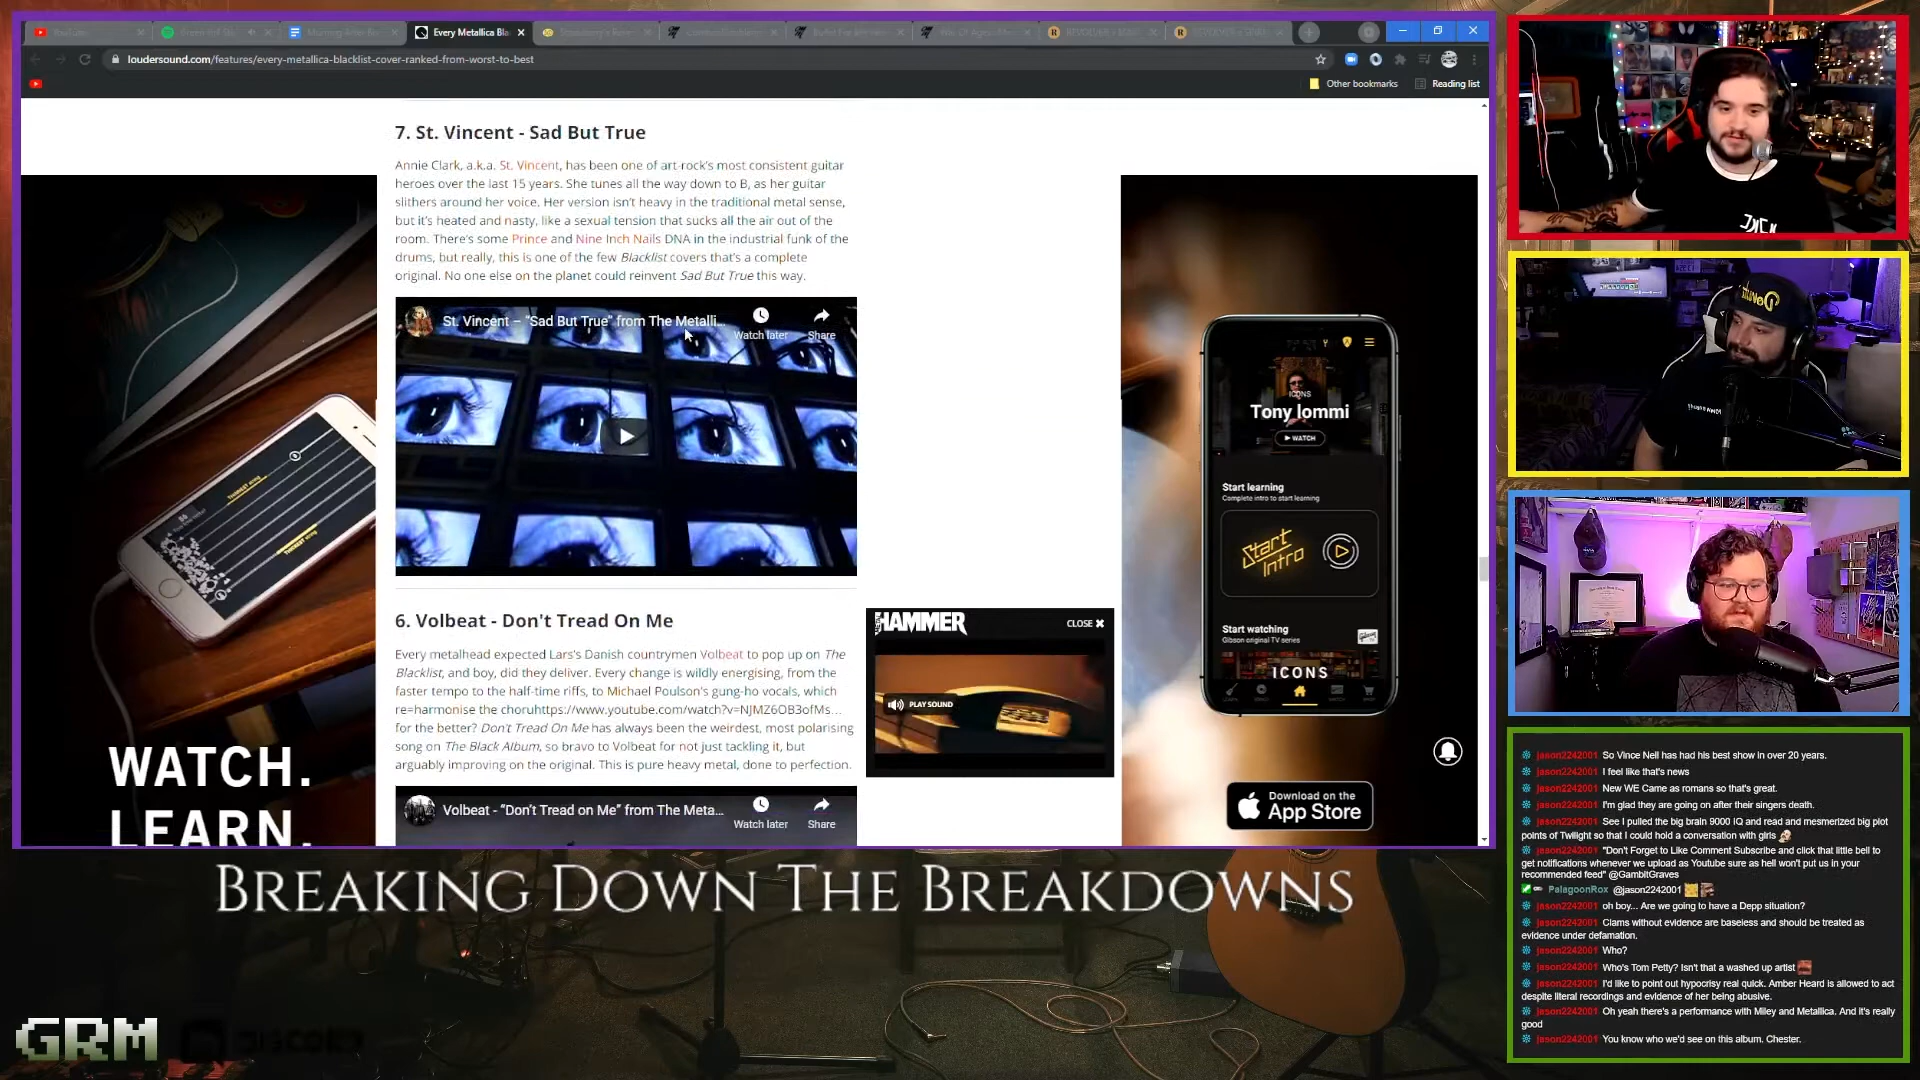 YouTube
Every Metallica Bla
loudersound.com/features/every-metallica-blacklist-cover-ranked-from-worst-to-best
Other bookmarks
Reading list
7. St. Vincent - Sad But True
Annie Clark, a.k.a. St. Vincent, has been one of art-rock's most consistent guitar
heroes over the last 15 years. She tunes all the way down to B, as her guitar
slithers around her voice. Her version isn't heavy in the traditional metal sense,
but it's heated and nasty, like a sexual tension that sucks all the air out of the
room. There's some Prince and Nine Inch Nails DNA in the industrial funk of the
drums, but really, this is one of the few Blacklist covers that's a complete
original. No one else on the planet could reinvent Sad But True this way.
St. Vincent – "Sad But True" from The Metalli...
Watch later
Share
6. Volbeat - Don't Tread On Me
Every metalhead expected Lars's Danish countrymen Volbeat to pop up on The
Blacklist, and boy, did they deliver. Every change is wildly energising, from the
faster tempo to the half-time riffs, to Michael Poulson's gung-ho vocals, which
re=harmonise the choruhttps://www.youtube.com/watch?v=NJMZ6OB3ofMs...
for the better? Don't Tread On Me has always been the weirdest, most polarising
song on The Black Album, so bravo to Volbeat for not just tackling it, but
arguably improving on the original. This is pure heavy metal, done to perfection.
Volbeat - "Don't Tread on Me" from The Meta...
Watch later
Share
HAMMER
CLOSE
PLAY SOUND
WATCH.
LEARN.
ICONS
Tony Iommi
WATCH
Start learning
Complete intro to start learning
Start
Intro
Start watching
Gibson original TV series
ICONS
Download on the
App Store
BREAKING DOWN THE BREAKDOWNS
GRM
DISCORD
jason2242001 So Vince Neil has had his best show in over 20 years.
jason2242001 I feel like that's news
jason2242001 New WE Came as romans so that's great.
jason2242001 I'm glad they are going on after their singers death.
jason2242001 See I pulled the big brain 9000 IQ and read and mesmerized big plot
points of Twilight so that I could hold a conversation with girls
jason2242001 "Don't Forget to Like Comment Subscribe and click that little bell to
get notifications whenever we upload as Youtube sure as hell won't put us in your
recommended feed" @GambitGraves
PalagoonRox @jason2242001
jason2242001 oh boy... Are we going to have a Depp situation?
jason2242001 Clams without evidence are baseless and should be treated as
evidence under defamation.
jason2242001 Who?
jason2242001 Who's Tom Petty? Isn't that a washed up artist
jason2242001 I'd like to point out hypocrisy real quick. Amber Heard is allowed to act
despite literal recordings and evidence of her being abusive.
jason2242001 Oh yeah there's a performance with Miley and Metallica. And it's really
good
jason2242001 You know who we'd see on this album. Chester.